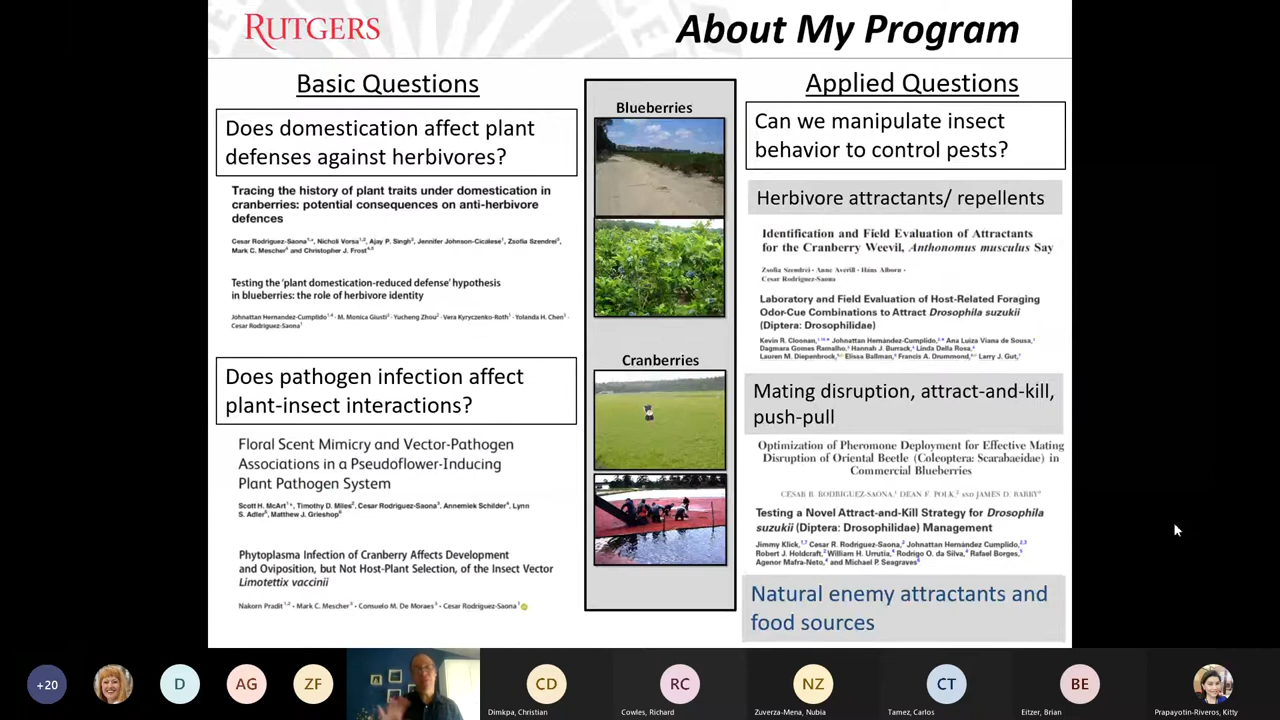 RUTGERS
About My Program
Basic Questions
Does domestication affect plant
defenses against herbivores?
Tracing the history of plant traits under domestication in
cranberries: potential consequences on anti-herbivore
defences
Cesar Rodriguez-Saona, Nicholi Vorsa, Ajay P. Singh, Jennifer Johnson-Cicalese, Zsofia Szendrei,
Mark C. Mescher and Christopher J. Frost
Testing the 'plant domestication-reduced defense' hypothesis
in blueberries: the role of herbivore identity
Johnattan Hernandez-Cumplido · M. Monica Giusti · Yucheng Zhou · Vera Kyryczenko-Roth · Yolanda H. Chen ·
Cesar Rodriguez-Saona
Does pathogen infection affect
plant-insect interactions?
Floral Scent Mimicry and Vector-Pathogen
Associations in a Pseudoflower-Inducing
Plant Pathogen System
Scott H. McArt, Timothy D. Miles, Cesar Rodriguez-Saona, Annemiek Schilder, Lynn
S. Adler, Matthew J. Grieshop
Phytoplasma Infection of Cranberry Affects Development
and Oviposition, but Not Host-Plant Selection, of the Insect Vector
Limotettix vaccinii
Nakorn Pradit • Mark C. Mescher • Consuelo M. De Moraes • Cesar Rodriguez-Saona
Blueberries
Cranberries
Applied Questions
Can we manipulate insect
behavior to control pests?
Herbivore attractants/ repellents
Identification and Field Evaluation of Attractants
for the Cranberry Weevil, Anthonomus musculus Say
Zsofia Szendrei • Anne Averill • Hans Alborn •
Cesar Rodriguez-Saona
Laboratory and Field Evaluation of Host-Related Foraging
Odor-Cue Combinations to Attract Drosophila suzukii
(Diptera: Drosophilidae)
Kevin R. Cloonan, Johnattan Hernández-Cumplido, Ana Luiza Viana de Sousa,
Dagmara Gomes Ramalho, Hannah J. Burrack, Linda Della Rosa,
Lauren M. Diepenbrock, Elissa Ballman, Francis A. Drummond, Larry J. Gut,
Mating disruption, attract-and-kill,
push-pull
Optimization of Pheromone Deployment for Effective Mating
Disruption of Oriental Beetle (Coleoptera: Scarabaeidae) in
Commercial Blueberries
CESAR R. RODRIGUEZ-SAONA, DEAN F. POLK, AND JAMES D. BARRY
Testing a Novel Attract-and-Kill Strategy for Drosophila
suzukii (Diptera: Drosophilidae) Management
Jimmy Klick, Cesar R. Rodriguez-Saona, Johnattan Hernández Cumplido,
Robert J. Holdcraft, William H. Urrutia, Rodrigo O. da Silva, Rafael Borges,
Agenor Mafra-Neto, and Michael P. Seagraves
Natural enemy attractants and
food sources
+20
D
AG
ZF
CD
RC
NZ
CT
BE
Dimkpa, Christian
Cowles, Richard
Zuverza-Mena, Nubia
Tamez, Carlos
Eitzer, Brian
Prapayotin-Riveros, Kitty